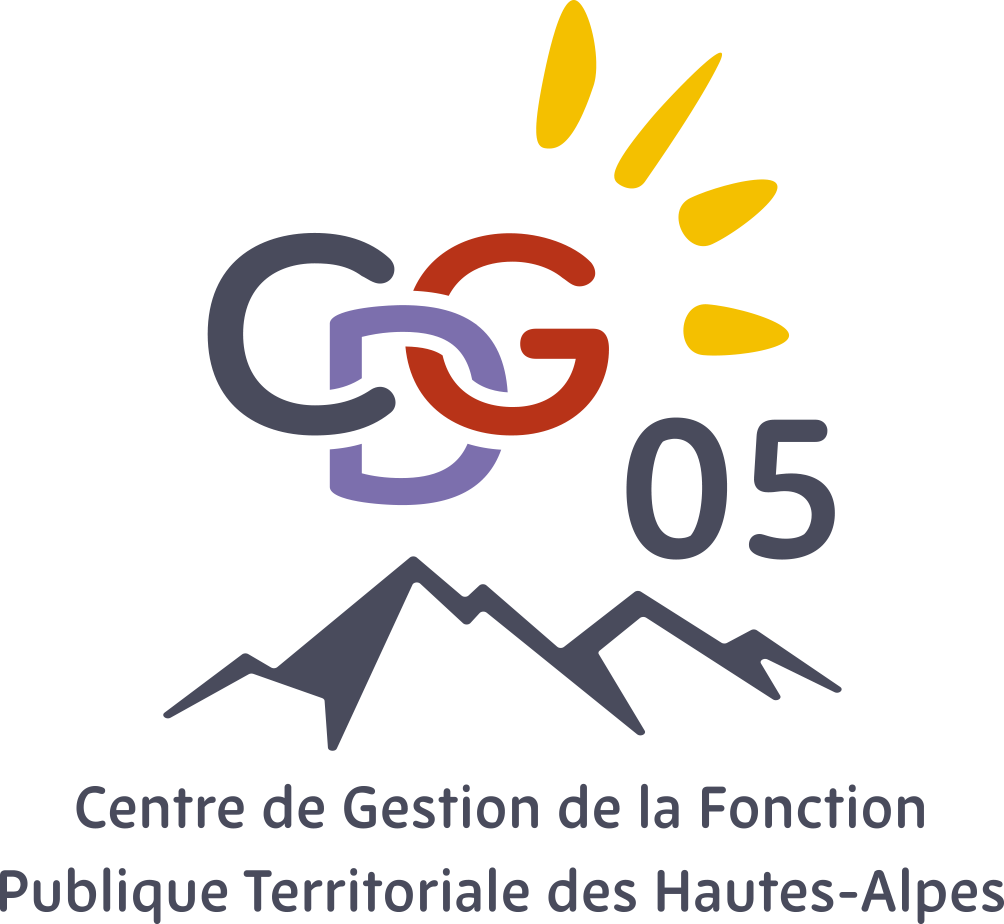 CDG
05
Centre de Gestion de la Fonction
Publique Territoriale des Hautes-Alpes